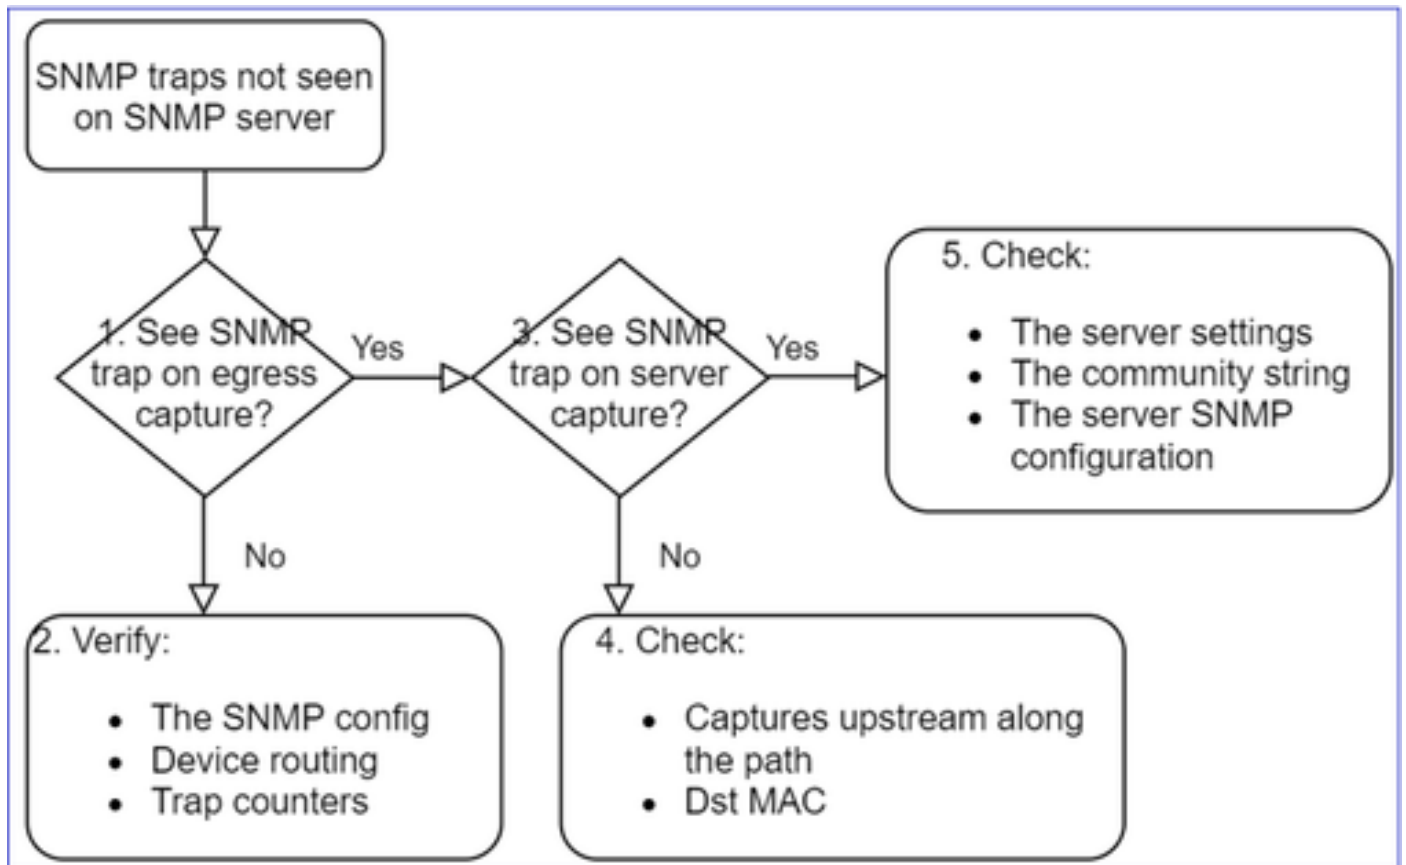 SNMP traps not seen
on SNMP server
1. See SNMP
trap on egress
capture?
Yes
3. See SNMP
trap on server
capture?
Yes
5. Check:
• The server settings
• The community string
• The server SNMP
configuration
No
No
2. Verify:
• The SNMP config
• Device routing
• Trap counters
4. Check:
• Captures upstream along
the path
• Dst MAC